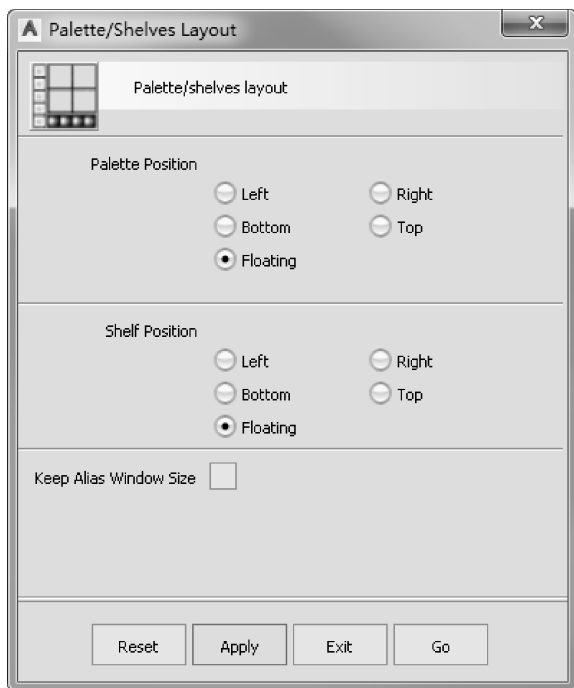 Palette/Shelves Layout
Palette/shelves layout
Palette Position
Left Right
Bottom Top
Floating
Shelf Position
Left Right
Bottom Top
Floating
Keep Alias Window Size
Reset Apply Exit Go